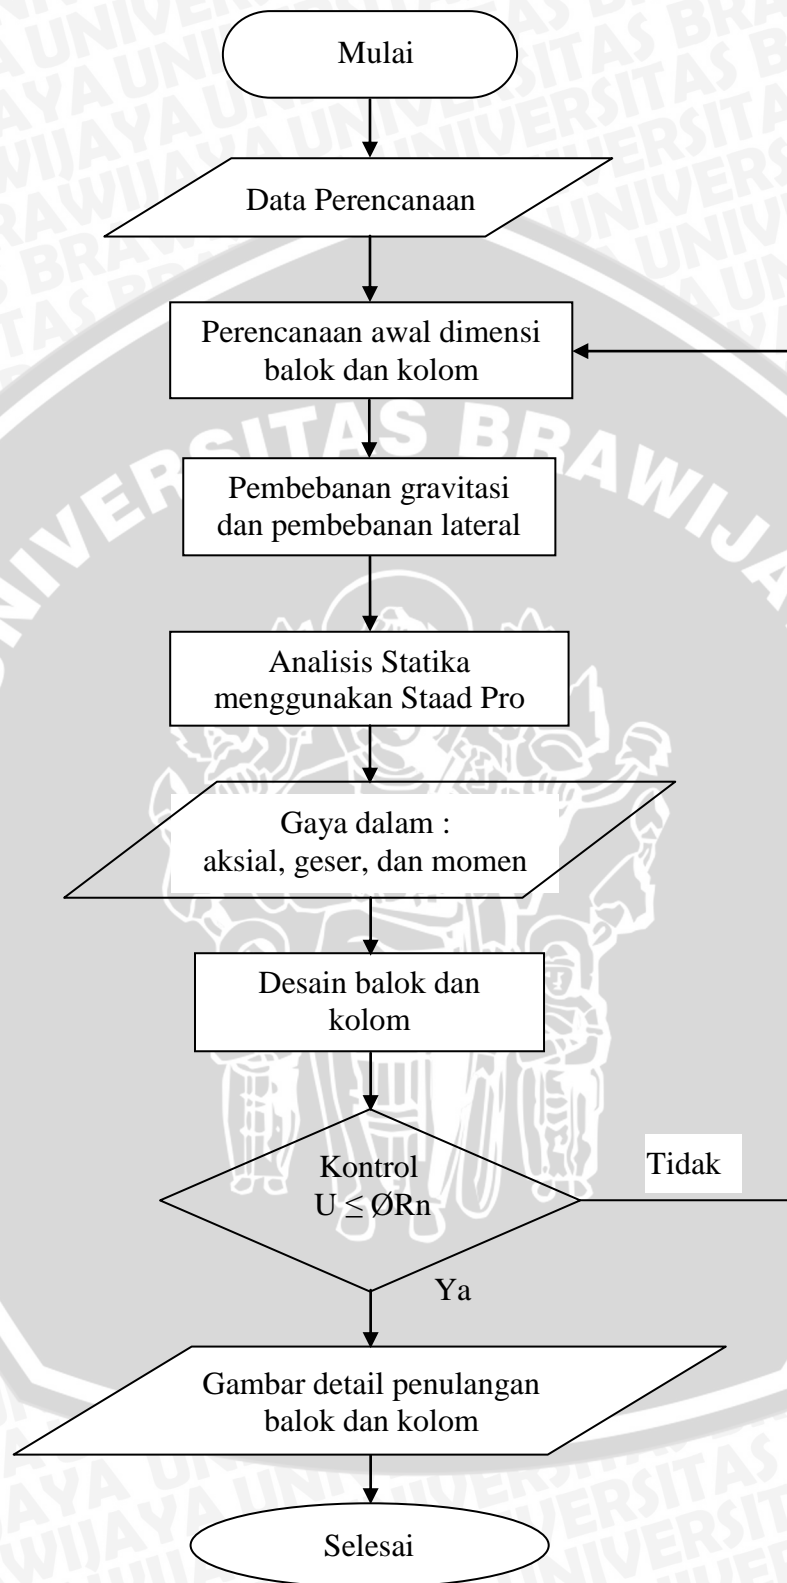 Mulai
Data Perencanaan
Perencanaan awal dimensi
balok dan kolom
Pembebanan gravitasi
dan pembebanan lateral
Analisis Statika
menggunakan Staad Pro
Gaya dalam :
aksial, geser, dan momen
Desain balok dan
kolom
Kontrol
U ≤ ØRn
Tidak
Ya
Gambar detail penulangan
balok dan kolom
Selesai